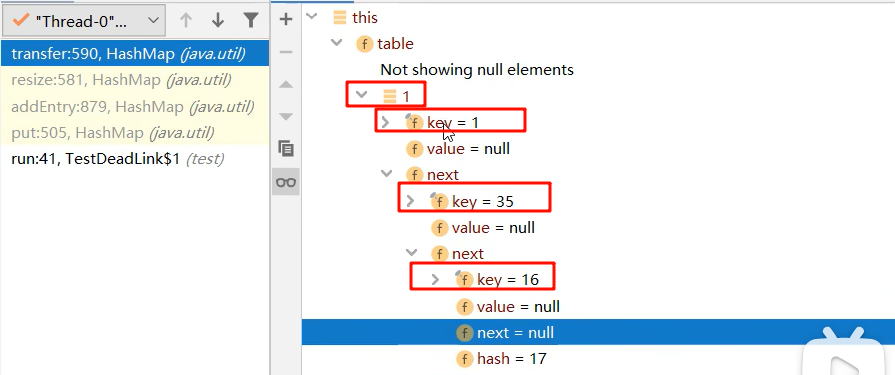 "Thread-0"...
transfer:590, HashMap (java.util)
resize:581, HashMap (java.util)
addEntry:879, HashMap (java.util)
put:505, HashMap (java.util)
run:41, TestDeadLink$1 (test)
this
f table
Not showing null elements
1
f key = 1
f value = null
f next
f key = 35
f value = null
f next
f key = 16
f value = null
f next = null
f hash = 17